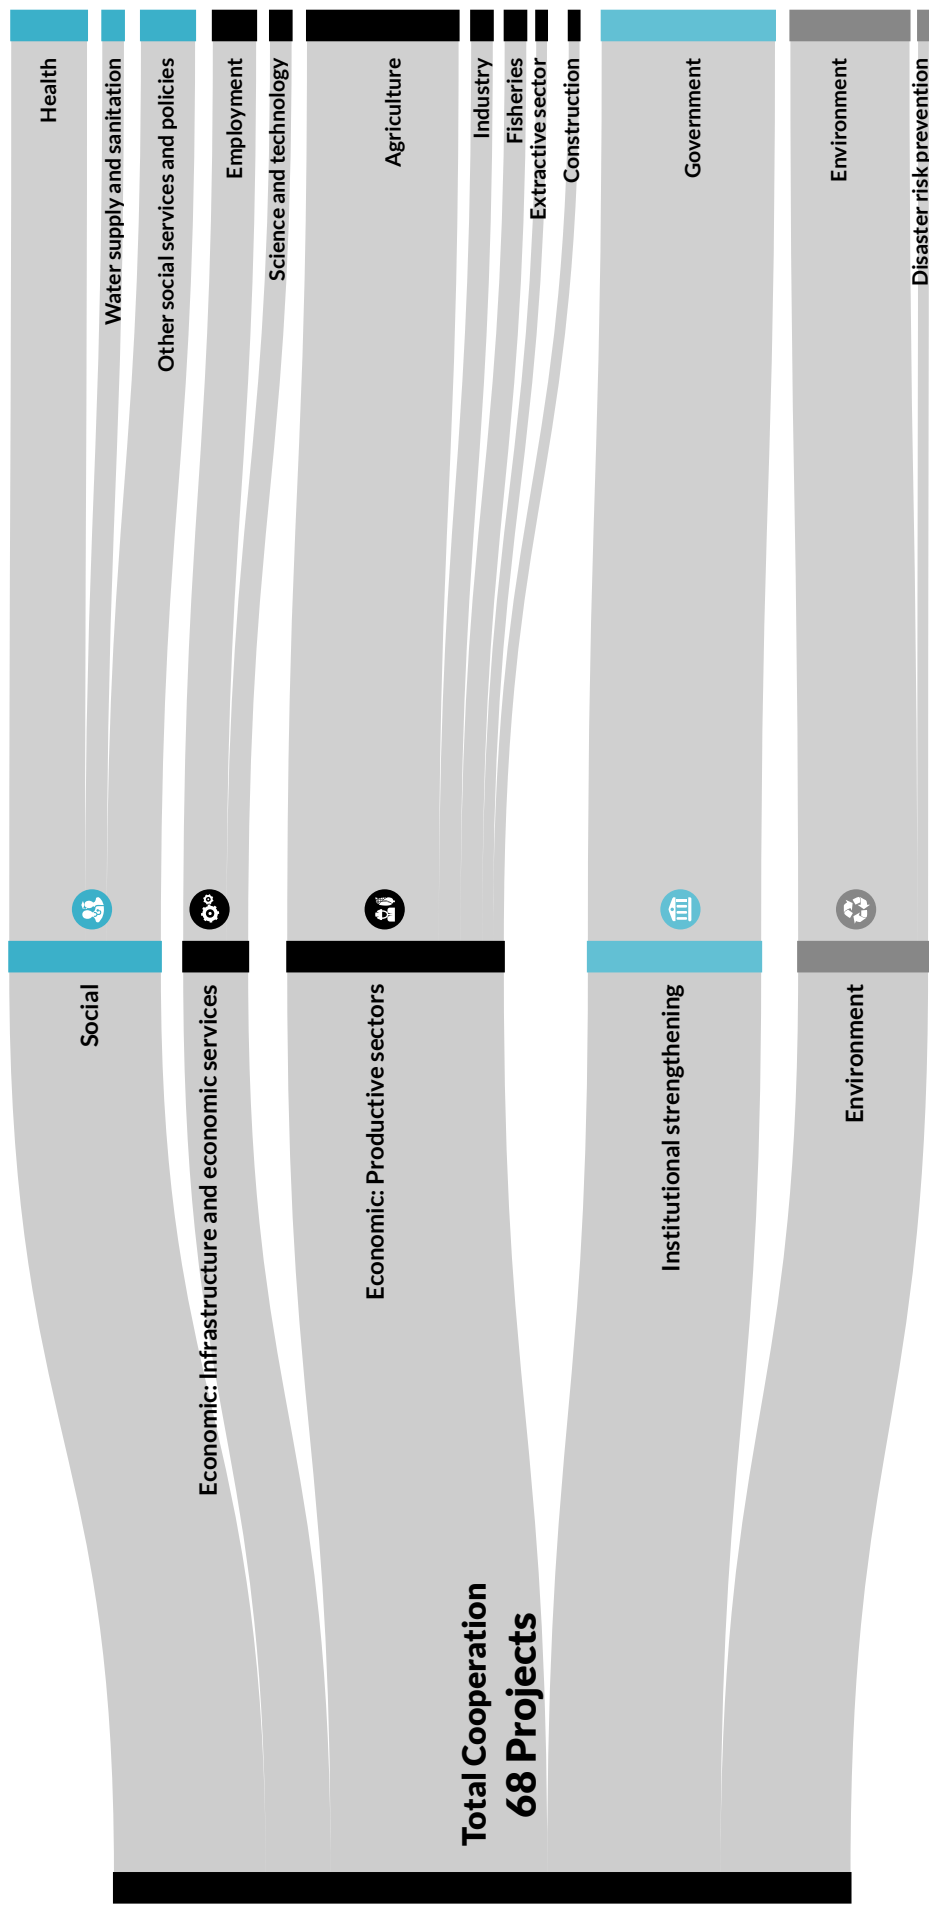 Health
Water supply and sanitation
Other social services and policies
Employment
Science and technology
Agriculture
Industry
Fisheries
Extractive sector
Construction
Government
Environment
Disaster risk prevention
Social
Economic: Infrastructure and economic services
Economic: Productive sectors
Institutional strengthening
Environment
Total Cooperation
68 Projects